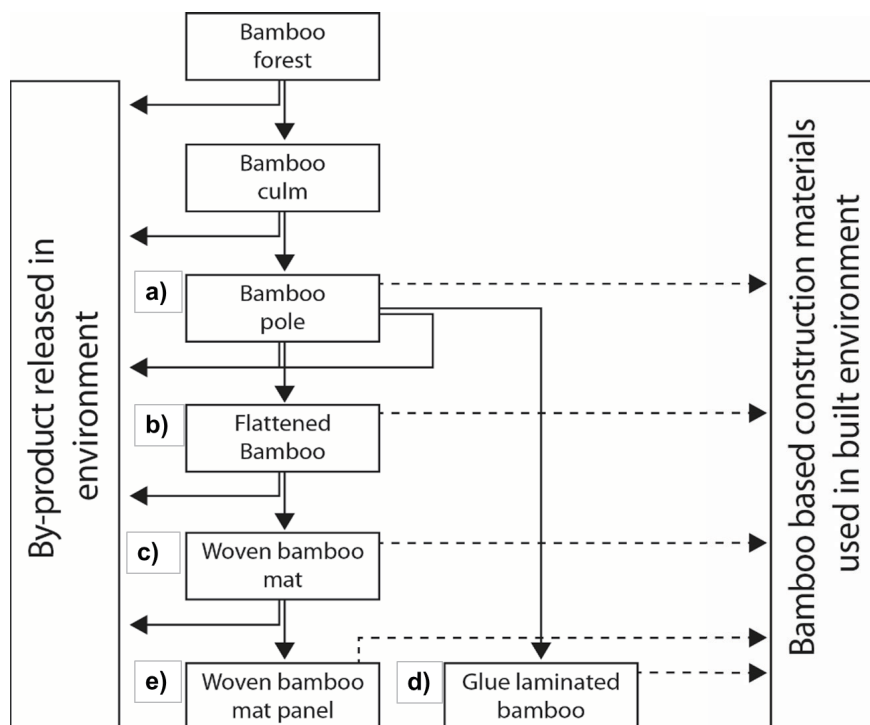 Bamboo
forest
Bamboo
culm
a)
Bamboo
pole
b)
Flattened
Bamboo
c)
Woven bamboo
mat
e)
Woven bamboo
mat panel
d)
Glue laminated
bamboo
By-product released in
environment
Bamboo based construction materials
used in built environment